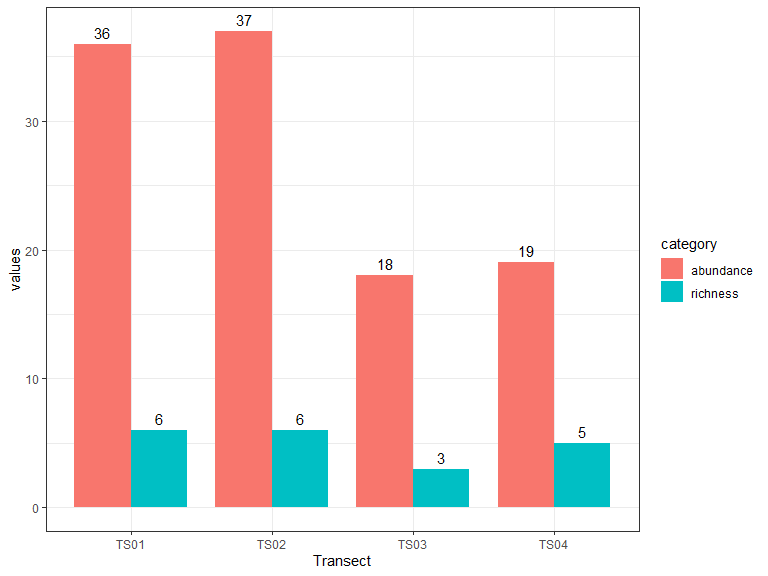 36
37
18
19
6
6
3
5
30
20
10
0
values
TS01
TS02
TS03
TS04
Transect
category
abundance
richness